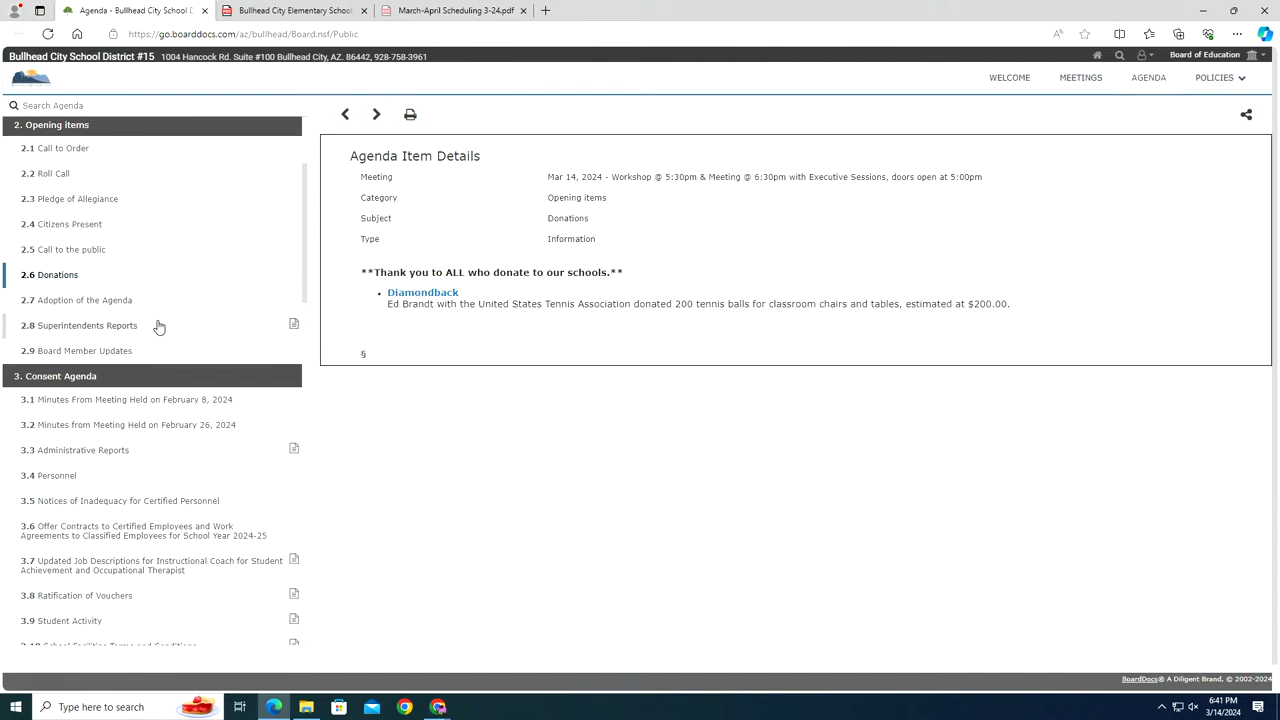 Agenda - Bullhead City School D
Bullhead City Elementary School
March-April Scheduling 3-24.pdf
https://go.boarddocs.com/az/bullhead/Board.nsf/Public
Bullhead City School District #15 1004 Hancock Rd. Suite #100 Bullhead City, AZ. 86442, 928-758-3961
Board of Education
WELCOME MEETINGS AGENDA POLICIES
Search Agenda
2. Opening items
2.1 Call to Order
2.2 Roll Call
2.3 Pledge of Allegiance
2.4 Citizens Present
2.5 Call to the public
2.6 Donations
2.7 Adoption of the Agenda
2.8 Superintendents Reports
2.9 Board Member Updates
3. Consent Agenda
3.1 Minutes From Meeting Held on February 8, 2024
3.2 Minutes from Meeting Held on February 26, 2024
3.3 Administrative Reports
3.4 Personnel
3.5 Notices of Inadequacy for Certified Personnel
3.6 Offer Contracts to Certified Employees and Work
Agreements to Classified Employees for School Year 2024-25
3.7 Updated Job Descriptions for Instructional Coach for Student
Achievement and Occupational Therapist
3.8 Ratification of Vouchers
3.9 Student Activity
3.10 School Facilities Terms and Conditions
Agenda Item Details
Meeting Mar 14, 2024 - Workshop @ 5:30pm & Meeting @ 6:30pm with Executive Sessions, doors open at 5:00pm
Category Opening items
Subject Donations
Type Information
**Thank you to ALL who donate to our schools.**
• Diamondback
Ed Brandt with the United States Tennis Association donated 200 tennis balls for classroom chairs and tables, estimated at $200.00.
§
BoardDocs® A Diligent Brand. © 2002-2024
Type here to search
6:41 PM
3/14/2024